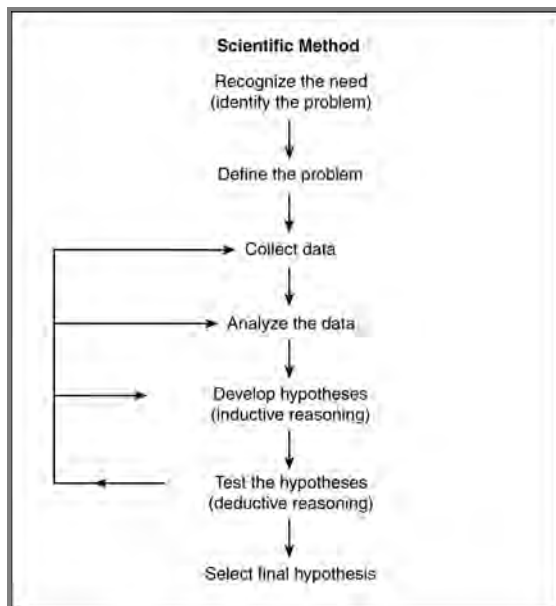 Scientific Method
Recognize the need
(identify the problem)
Define the problem
Collect data
Analyze the data
Develop hypotheses
(inductive reasoning)
Test the hypotheses
(deductive reasoning)
Select final hypothesis